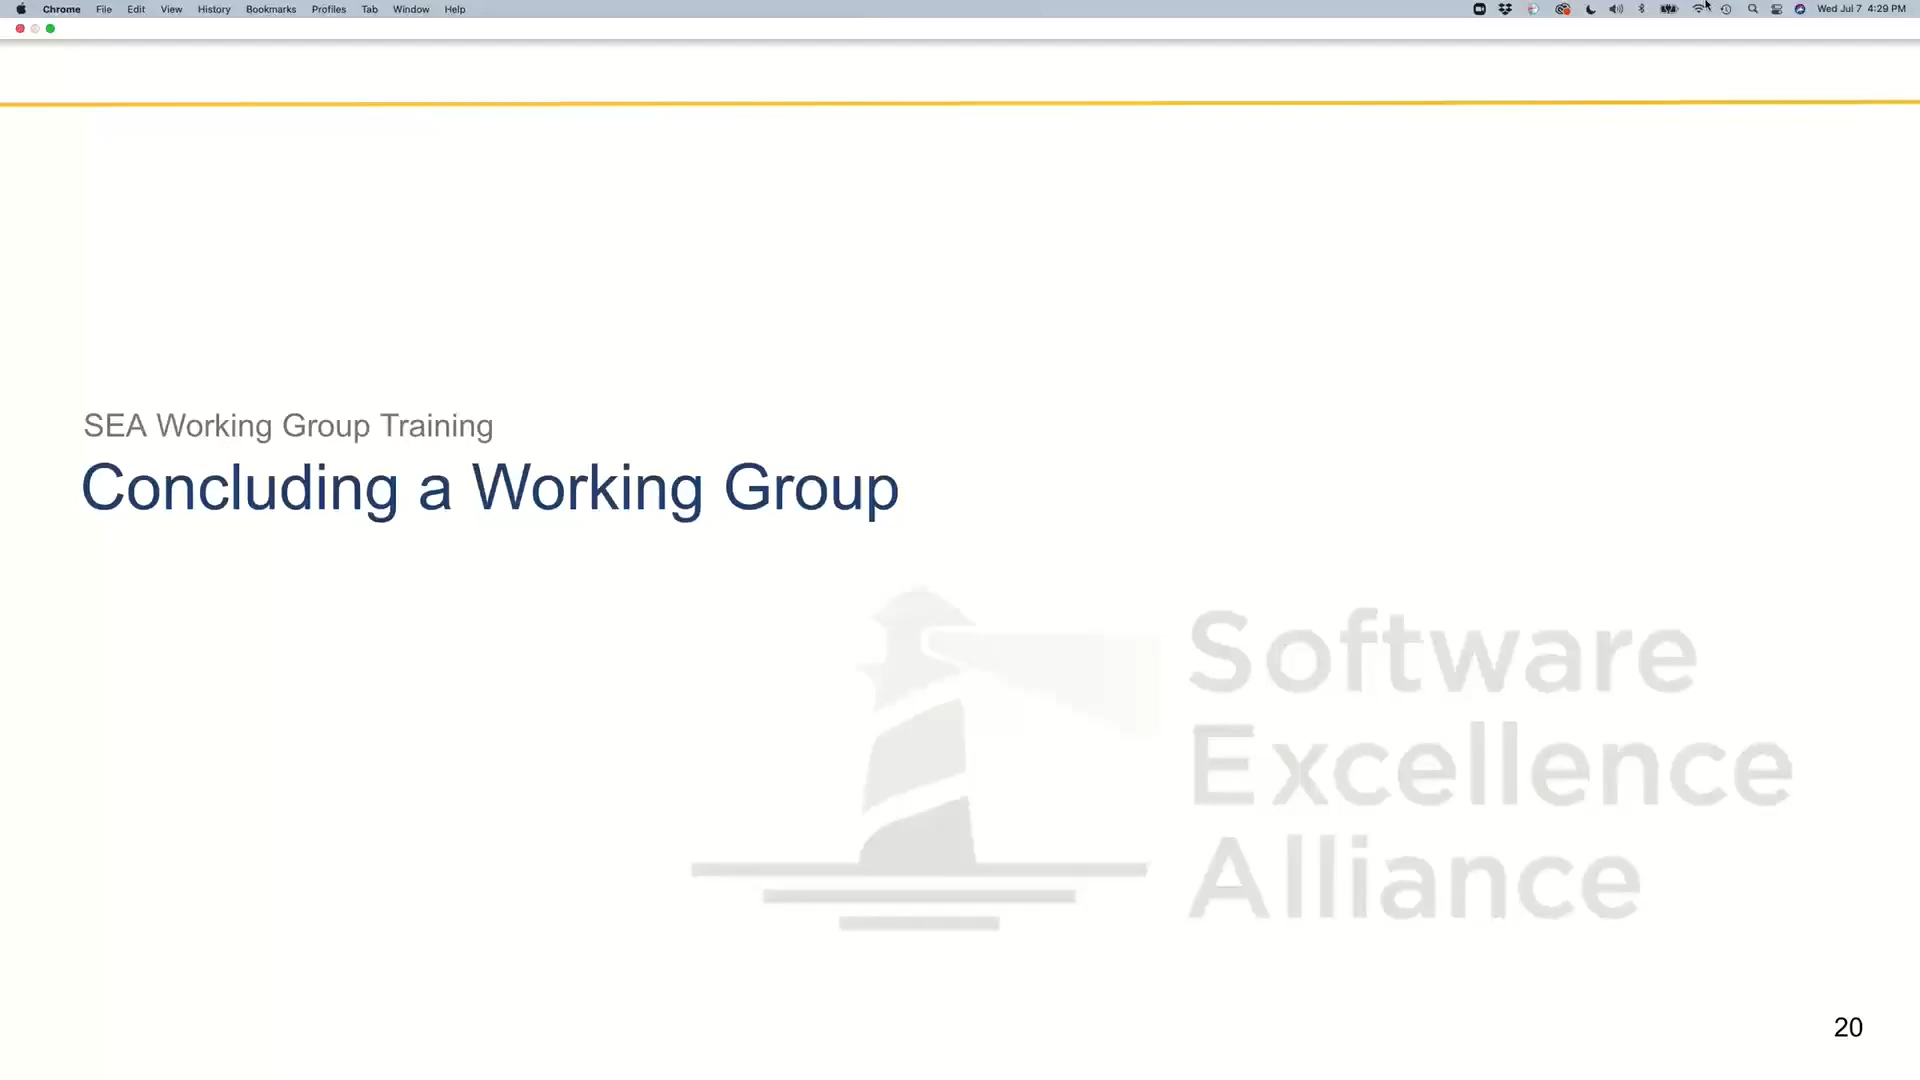 Chrome File Edit View History Bookmarks Profiles Tab Window Help Wed Jul 7 4:29 PM
SEA Working Group Training
Concluding a Working Group
Software
Excellence
Alliance
20